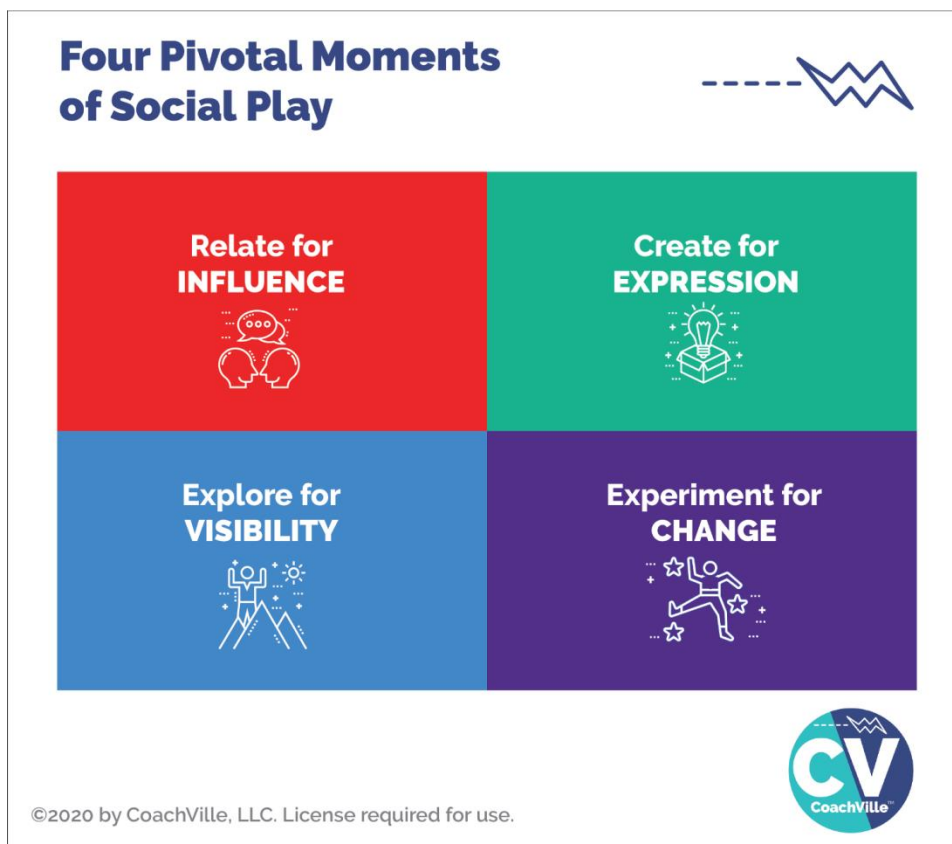 Four Pivotal Moments
of Social Play
Relate for
INFLUENCE
Create for
EXPRESSION
Explore for
VISIBILITY
Experiment for
CHANGE
CV
CoachVille™
©2020 by CoachVille, LLC. License required for use.